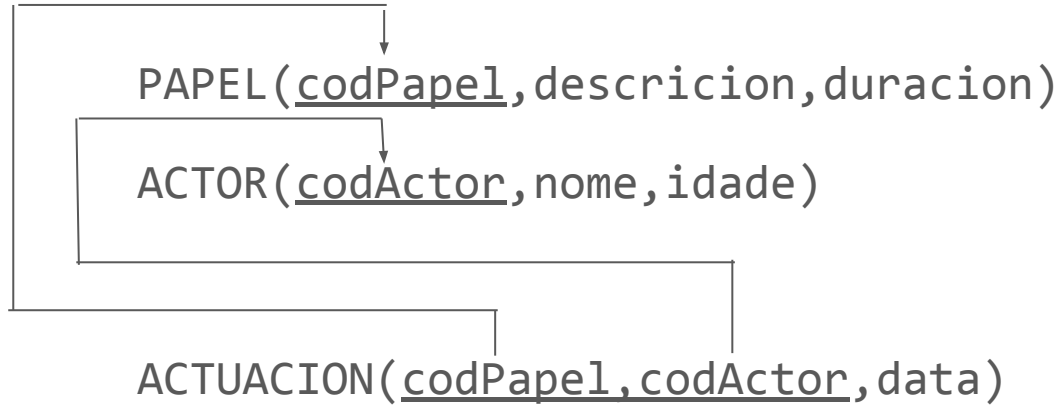 PAPEL(codPapel,descricion,duracion)
ACTOR(codActor,nome,idade)
ACTUACION(codPapel,codActor,data)